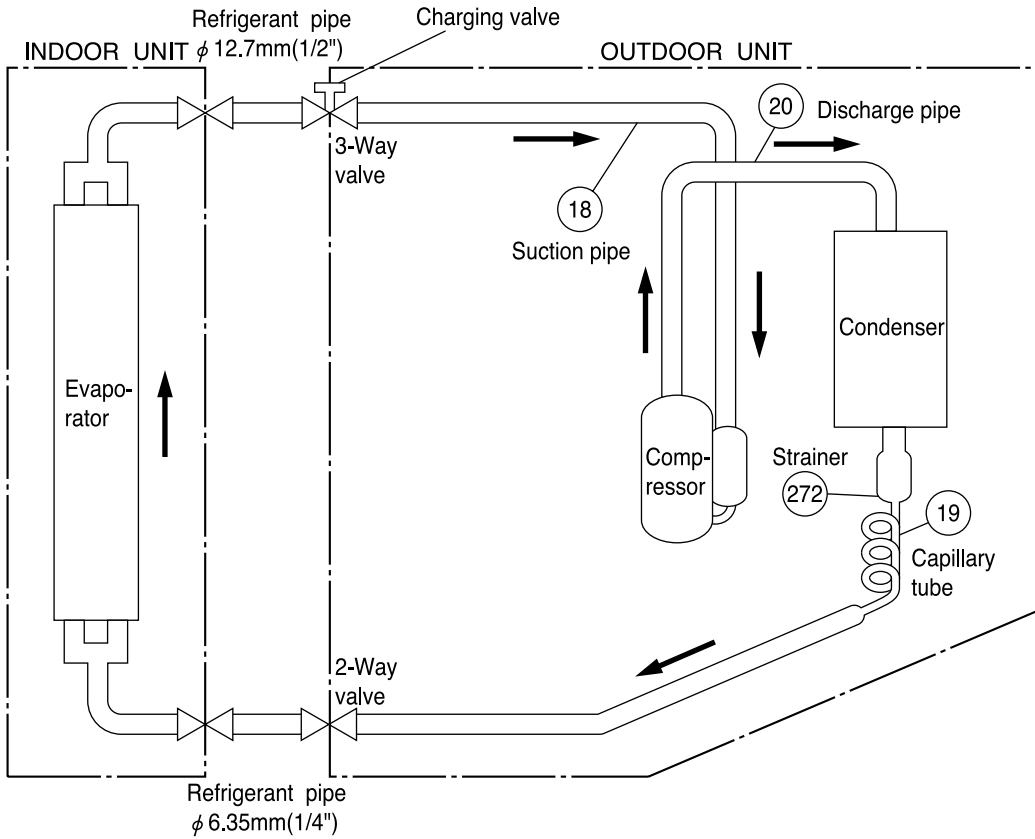 Refrigerant pipe
ϕ 12.7mm(1/2")
Charging valve
INDOOR UNIT
OUTDOOR UNIT
3-Way
valve
20
Discharge pipe
18
Suction pipe
Condenser
Evapo-
rator
Comp-
ressor
Strainer
272
19
Capillary
tube
2-Way
valve
Refrigerant pipe
ϕ 6.35mm(1/4")